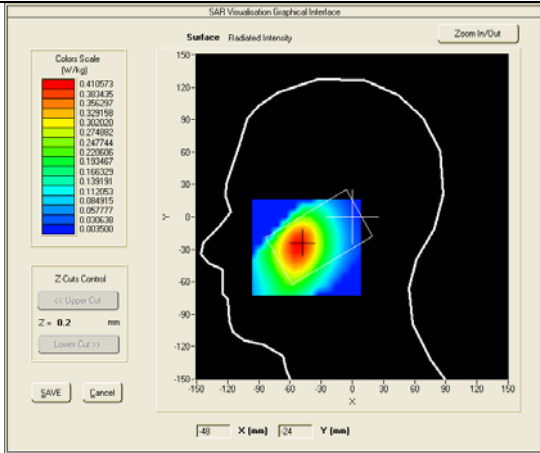 SAR Visualisation Graphical Interface
Surface Radiated Intensity
Zoom In/Out
Colors Scale
(W/kg)
0.410573
0.383435
0.356297
0.329158
0.302020
0.274882
0.247744
0.220606
0.193467
0.166329
0.139191
0.112053
0.084915
0.057777
0.030638
0.003500
Z Cuts Control
<< Upper Cut
Z = 0.2 mm
Lower Cut >>
SAVE Cancel
150
120
90
60
30
0
-30
-60
-90
-120
-150
Y
-150 -120 -90 -60 -30 0 30 60 90 120 150
X
-48 X (mm) -24 Y (mm)